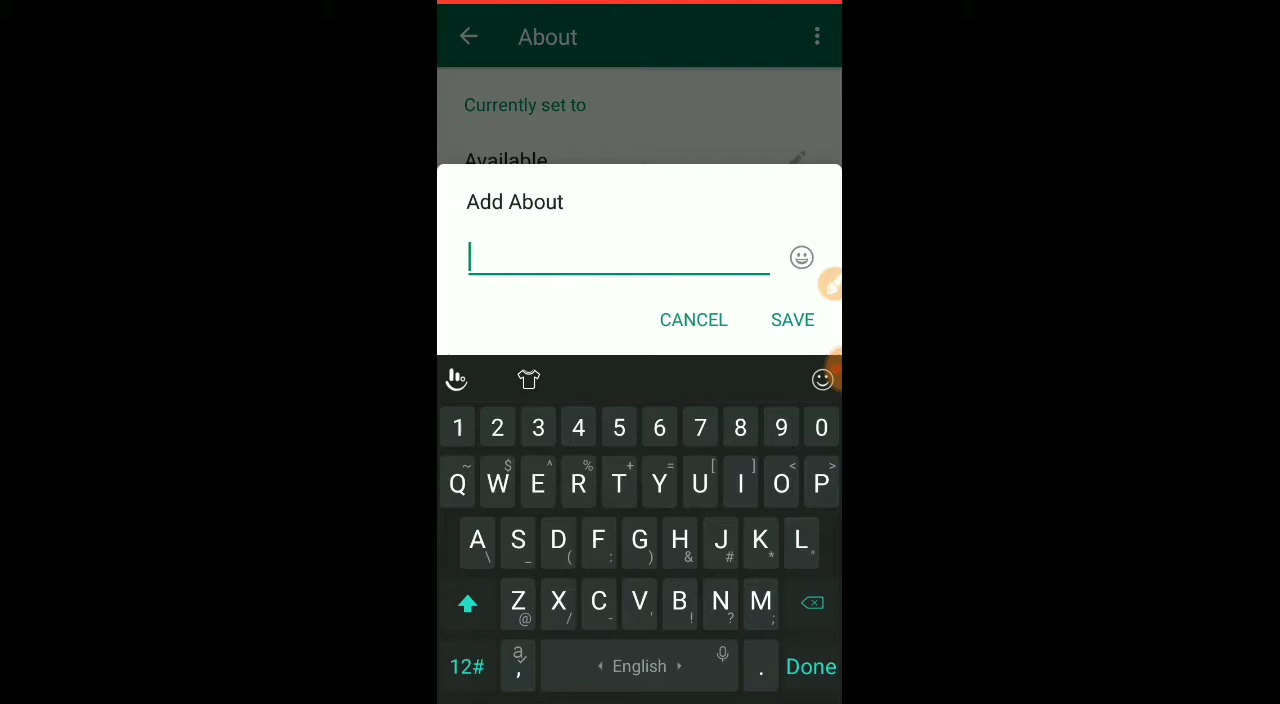 About
Currently set to
Available
Add About
CANCEL SAVE
1 2 3 4 5 6 7 8 9 0
~ $ ^ % + = [ ] < >
Q W E R T Y U I O P
A S D F G H J K L
\ _ ( : ) & # * "
Z X C V B N M
@ / - ' ! ? ;
12# a , English . Done